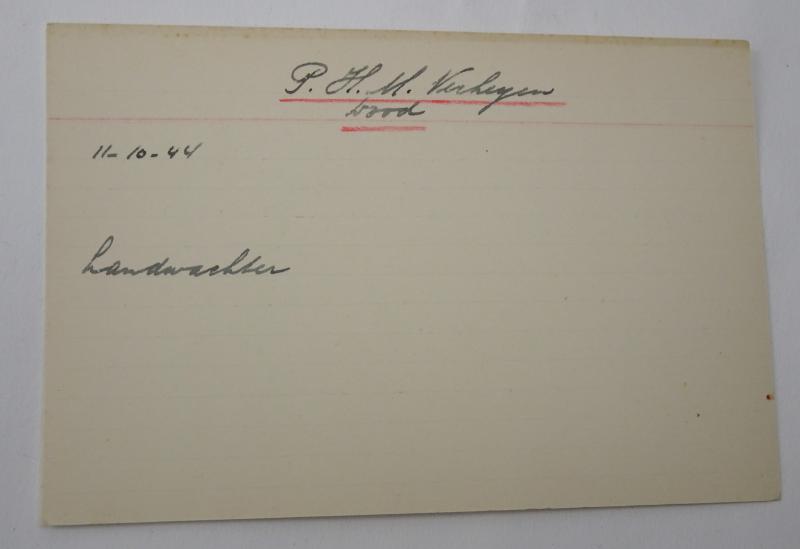 P. H. M. Verheyen
Dood
11-10-44
Landwachter